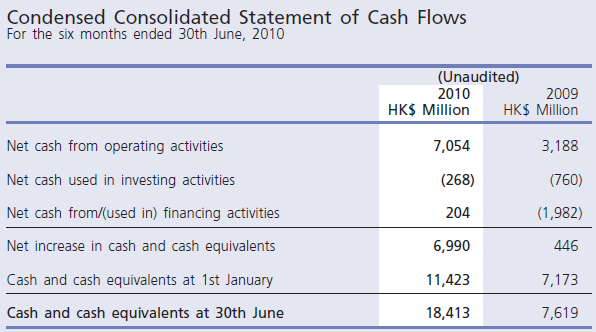 Condensed Consolidated Statement of Cash Flows
For the six months ended 30th June, 2010
(Unaudited)
2010 2009
HK$ Million HK$ Million
Net cash from operating activities 7,054 3,188
Net cash used in investing activities (268) (760)
Net cash from/(used in) financing activities 204 (1,982)
Net increase in cash and cash equivalents 6,990 446
Cash and cash equivalents at 1st January 11,423 7,173
Cash and cash equivalents at 30th June 18,413 7,619